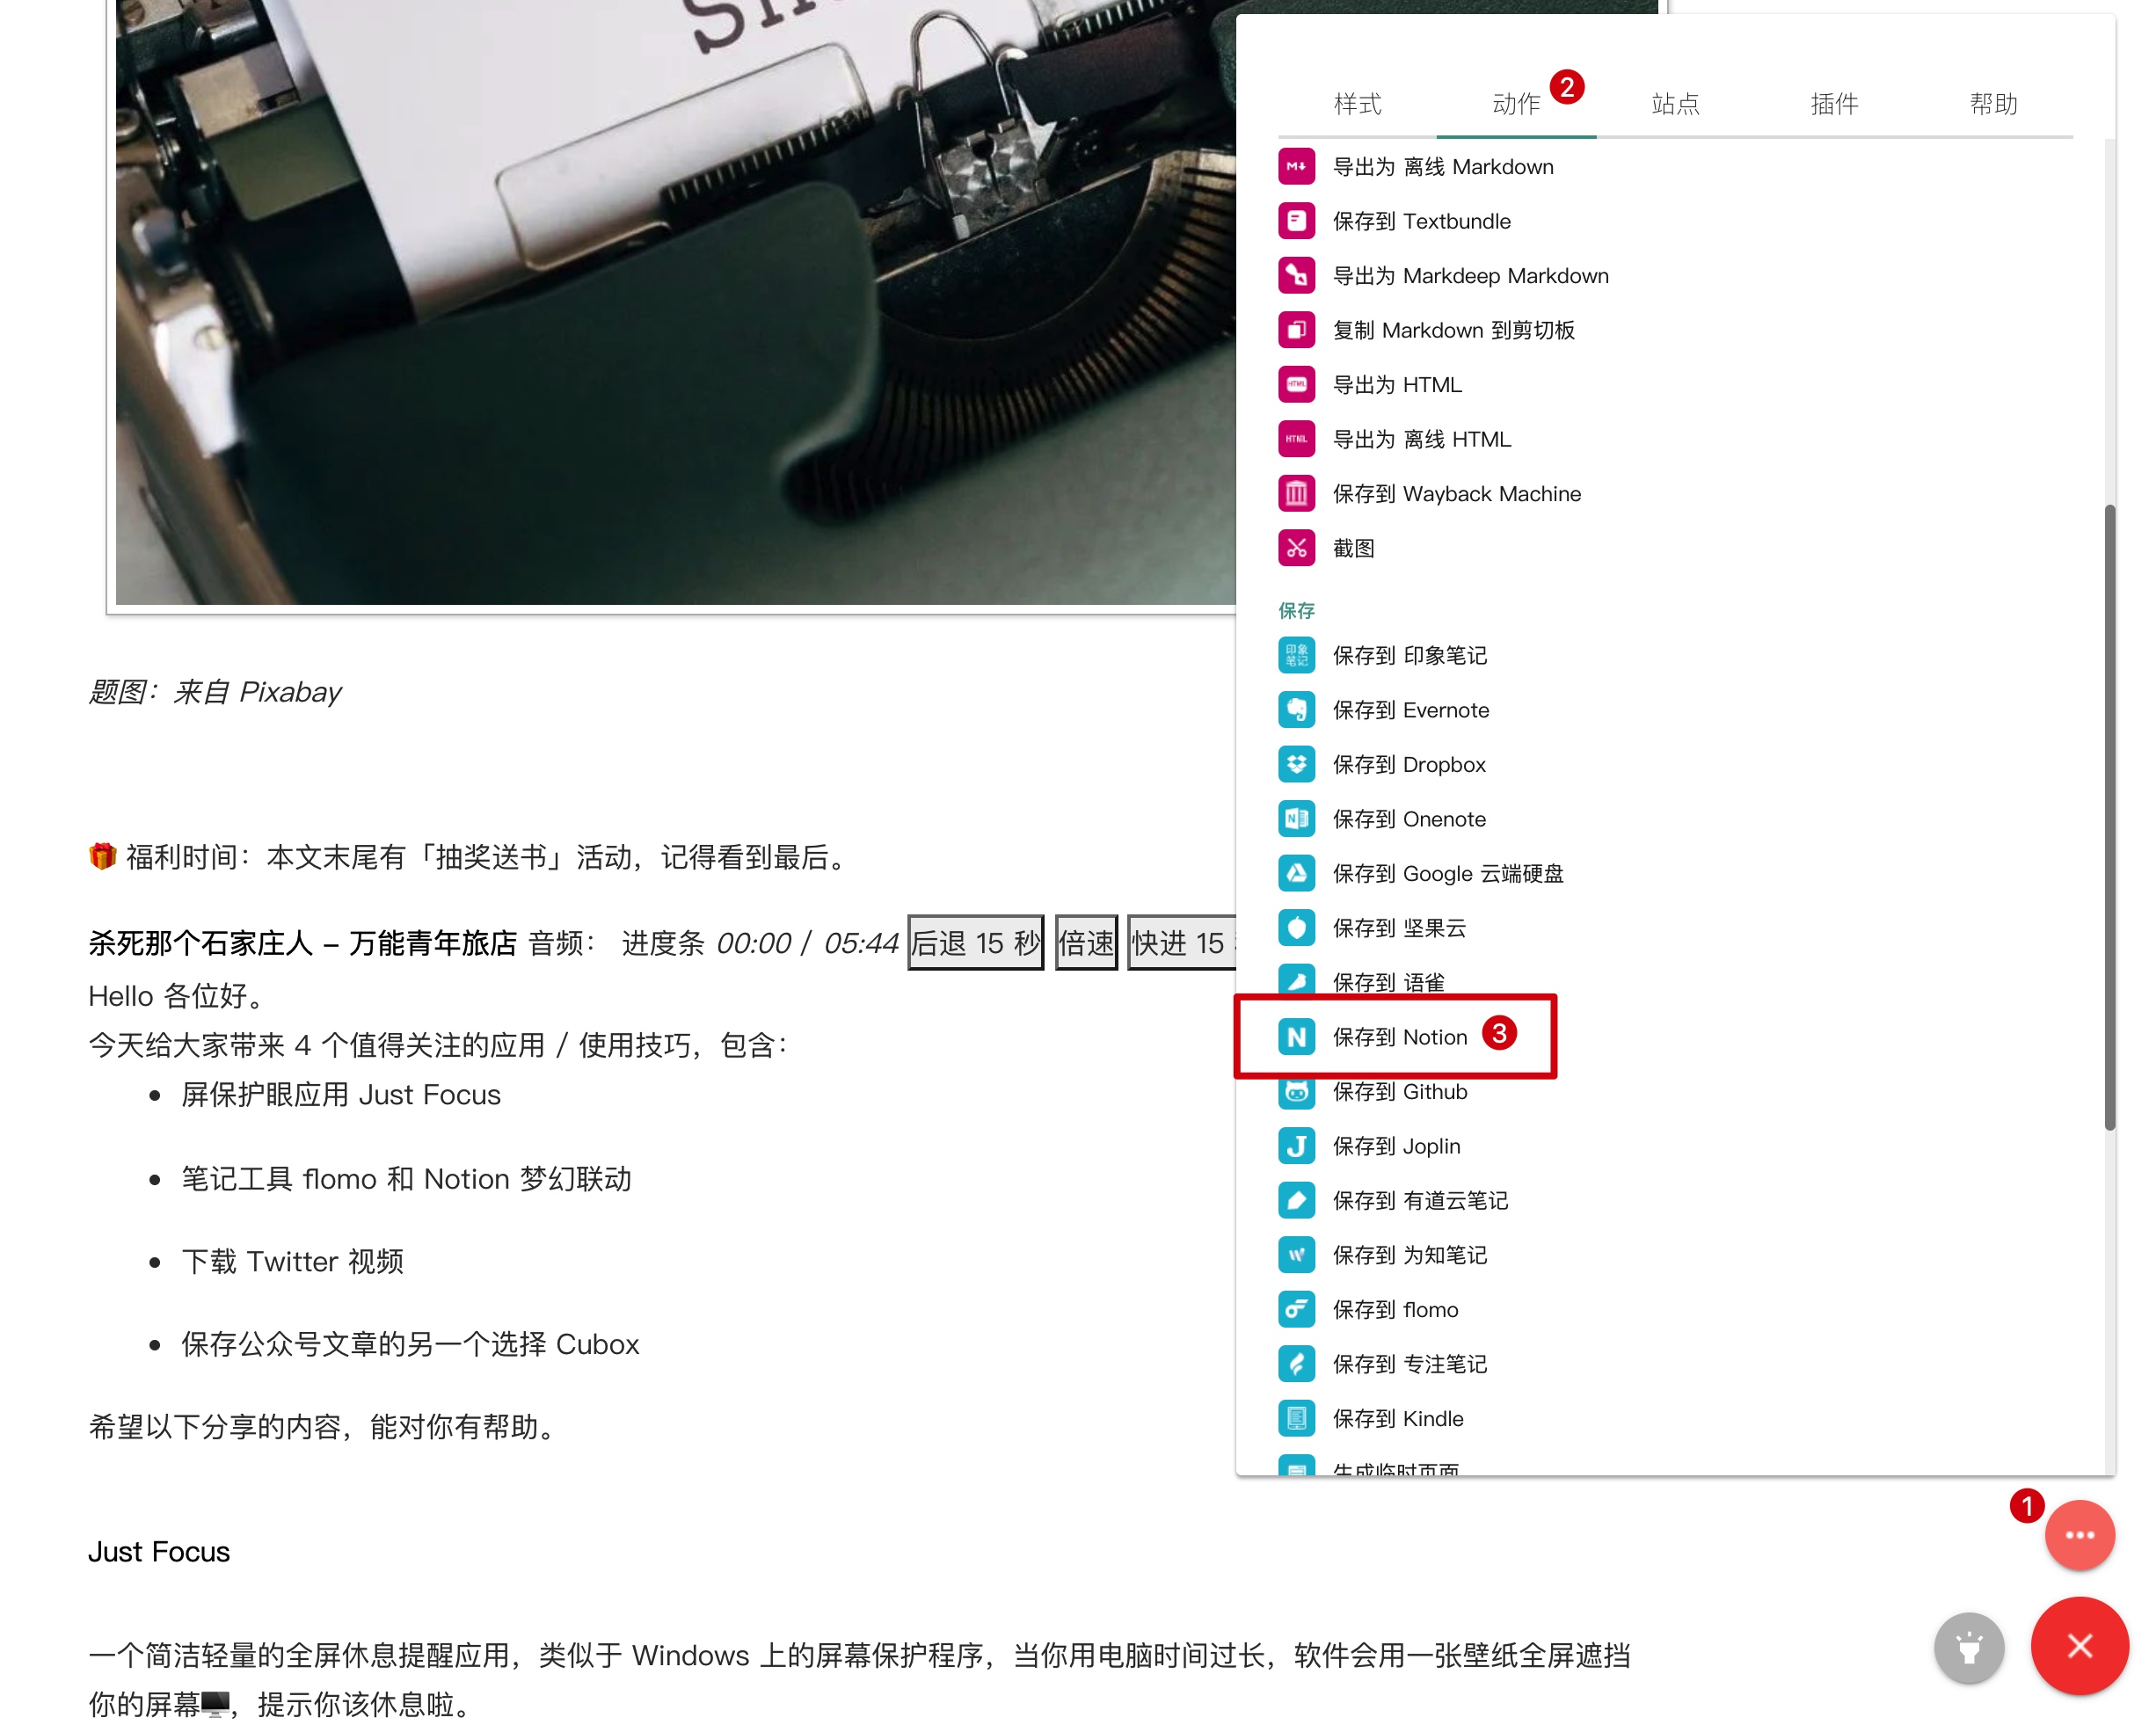 样式
动作
2
站点
插件
帮助
导出为 离线 Markdown
保存到 Textbundle
导出为 Markdeep Markdown
复制 Markdown 到剪切板
导出为 HTML
导出为 离线 HTML
保存到 Wayback Machine
截图
保存
保存到 印象笔记
保存到 Evernote
保存到 Dropbox
保存到 Onenote
保存到 Google 云端硬盘
保存到 坚果云
保存到 语雀
保存到 Notion
3
保存到 Github
保存到 Joplin
保存到 有道云笔记
保存到 为知笔记
保存到 flomo
保存到 专注笔记
保存到 Kindle
生成临时页面
1
题图：来自 Pixabay
🎁 福利时间：本文末尾有「抽奖送书」活动，记得看到最后。
杀死那个石家庄人 – 万能青年旅店 音频： 进度条 00:00 / 05:44 后退 15 秒 倍速 快进 15
Hello 各位好。
今天给大家带来 4 个值得关注的应用 / 使用技巧，包含：
• 屏保护眼应用 Just Focus
• 笔记工具 flomo 和 Notion 梦幻联动
• 下载 Twitter 视频
• 保存公众号文章的另一个选择 Cubox
希望以下分享的内容，能对你有帮助。
Just Focus
一个简洁轻量的全屏休息提醒应用，类似于 Windows 上的屏幕保护程序，当你用电脑时间过长，软件会用一张壁纸全屏遮挡
你的屏幕🖥️，提示你该休息啦。